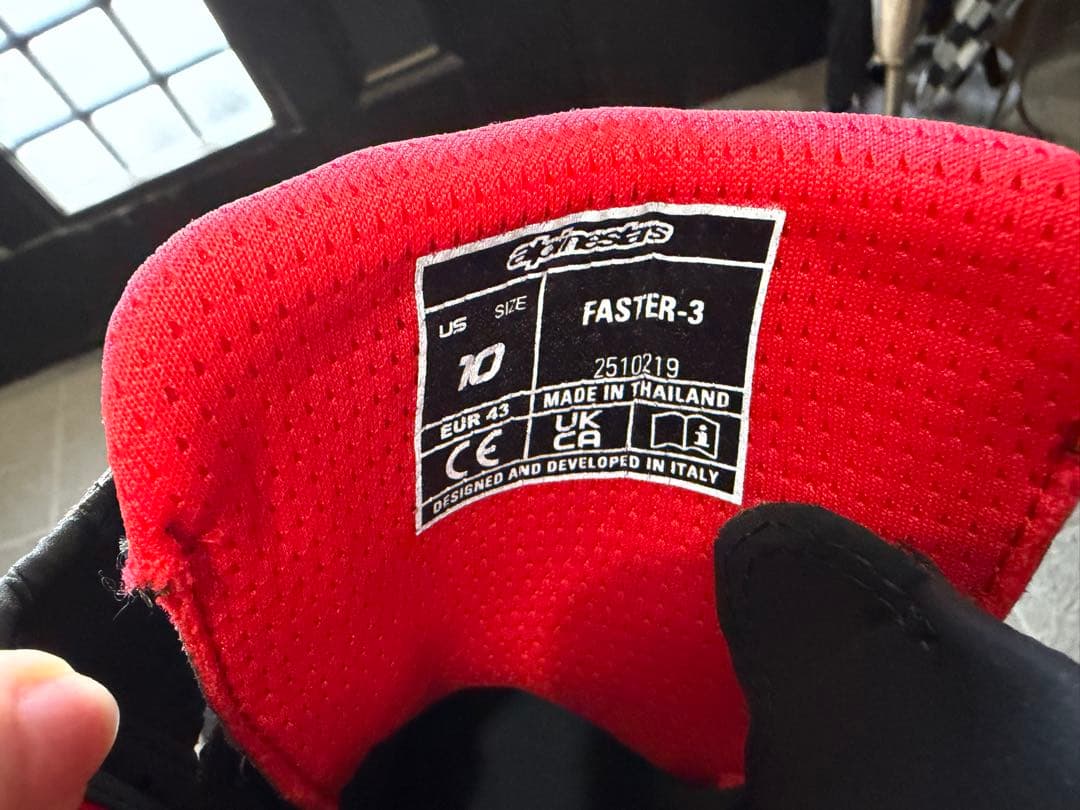 alpinestars
US SIZE
10
FASTER-3
2510219
EUR 43
MADE IN THAILAND
CE
UK
CA
i
DESIGNED AND DEVELOPED IN ITALY